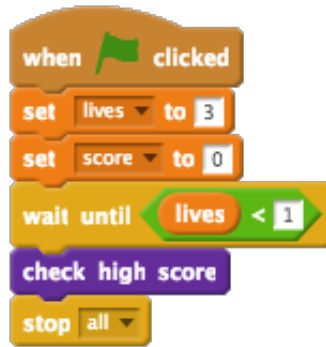 when clicked
set lives to 3
set score to 0
wait until lives < 1
check high score
stop all